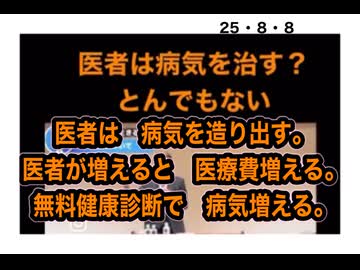 25・8・8
医者は病気を治す？
とんでもない
医者は　病気を造り出す。
医者が増えると　医療費増える。
無料健康診断で　病気増える。